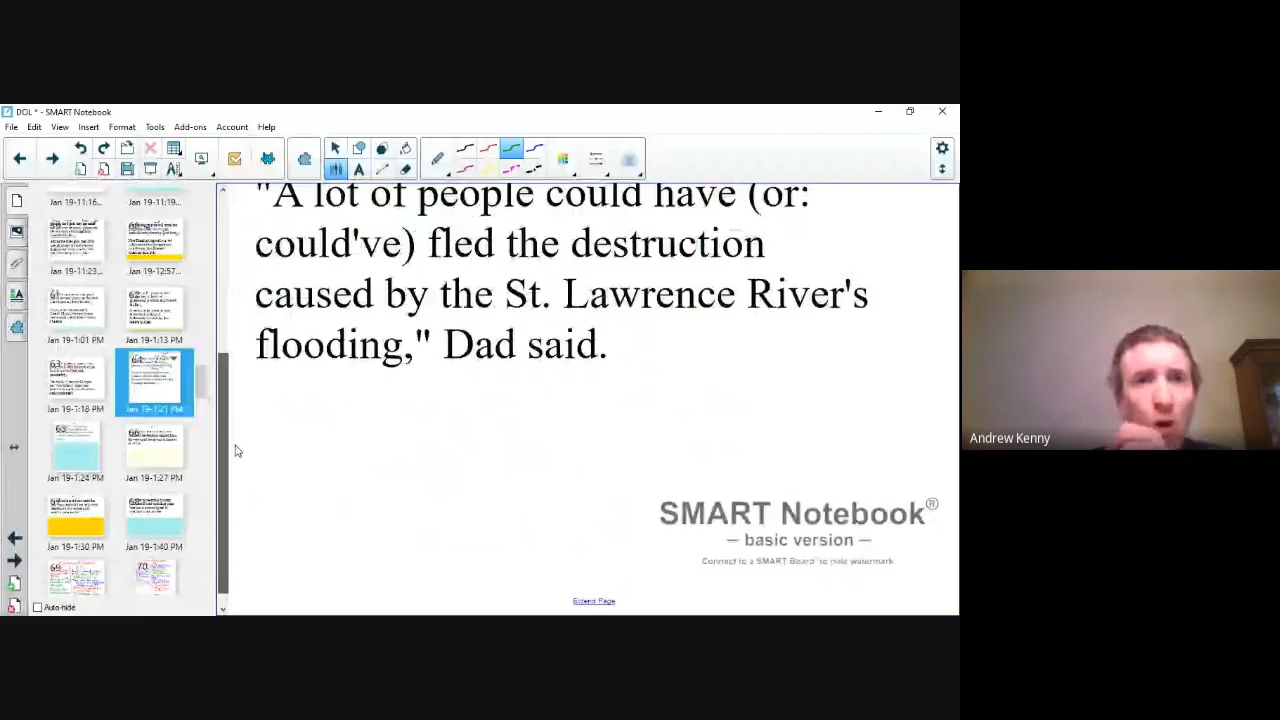 DOL * - SMART Notebook
File Edit View Insert Format Tools Add-ons Account Help
Jan 19-11:16... Jan 19-11:19...
Jan 19-11:23... Jan 19-12:57...
Jan 19-1:01 PM Jan 19-1:13 PM
63
Jan 19-1:18 PM Jan 19-1:21 PM
Jan 19-1:24 PM Jan 19-1:27 PM
Jan 19-1:30 PM Jan 19-1:40 PM
69 70
Auto-hide
"A lot of people could have (or:
could've) fled the destruction
caused by the St. Lawrence River's
flooding," Dad said.
SMART Notebook®
— basic version —
Connect to a SMART Board to hide watermark
Extend Page
Andrew Kenny